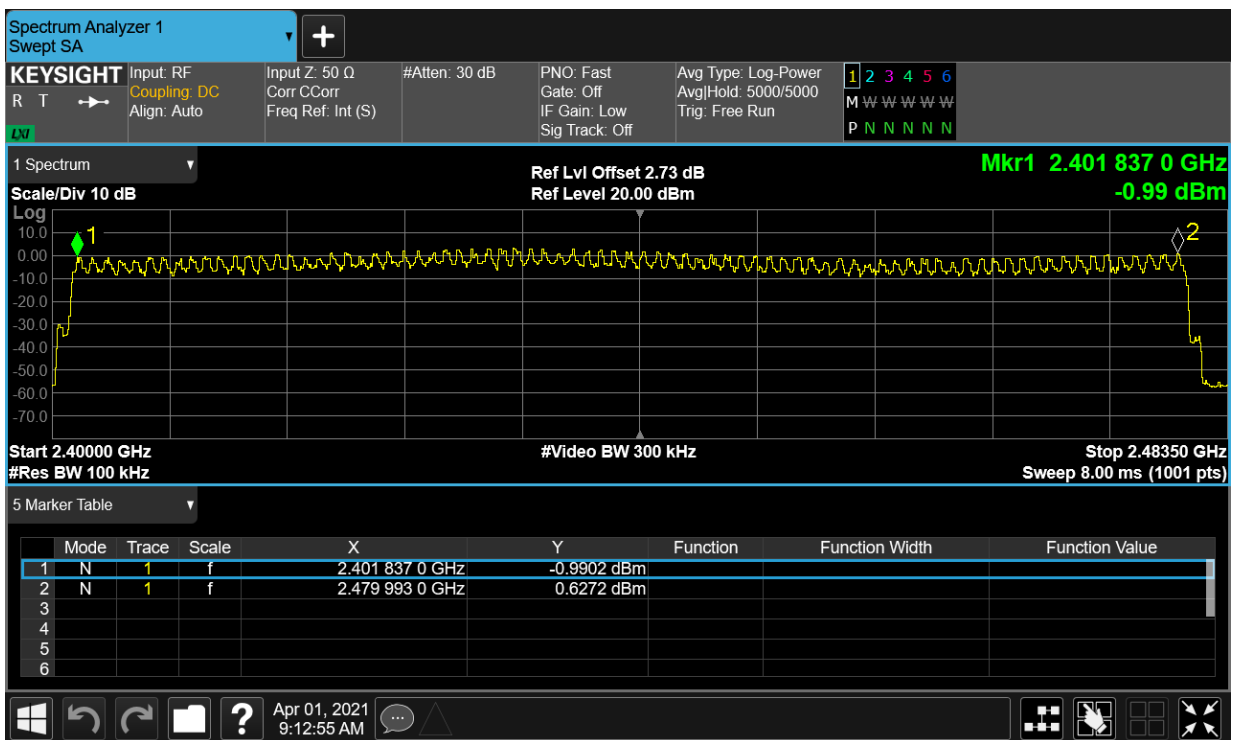 Spectrum Analyzer 1
Swept SA
+
KEYSIGHT Input: RF Input Z: 50 Ω #Atten: 30 dB PNO: Fast Avg Type: Log-Power 1 2 3 4 5 6
R T Coupling: DC Corr CCorr Gate: Off Avg|Hold: 5000/5000 M W W W W W
Align: Auto Freq Ref: Int (S) IF Gain: Low Trig: Free Run
LXI Sig Track: Off P N N N N N
1 Spectrum Ref Lvl Offset 2.73 dB Mkr1 2.401 837 0 GHz
Scale/Div 10 dB Ref Level 20.00 dBm -0.99 dBm
Log
10.0 1 2
0.00
-10.0
-20.0
-30.0
-40.0
-50.0
-60.0
-70.0
Start 2.40000 GHz #Video BW 300 kHz Stop 2.48350 GHz
#Res BW 100 kHz Sweep 8.00 ms (1001 pts)
5 Marker Table
Mode Trace Scale X Y Function Function Width Function Value
1 N 1 f 2.401 837 0 GHz -0.9902 dBm
2 N 1 f 2.479 993 0 GHz 0.6272 dBm
3
4
5
6
? Apr 01, 2021
9:12:55 AM